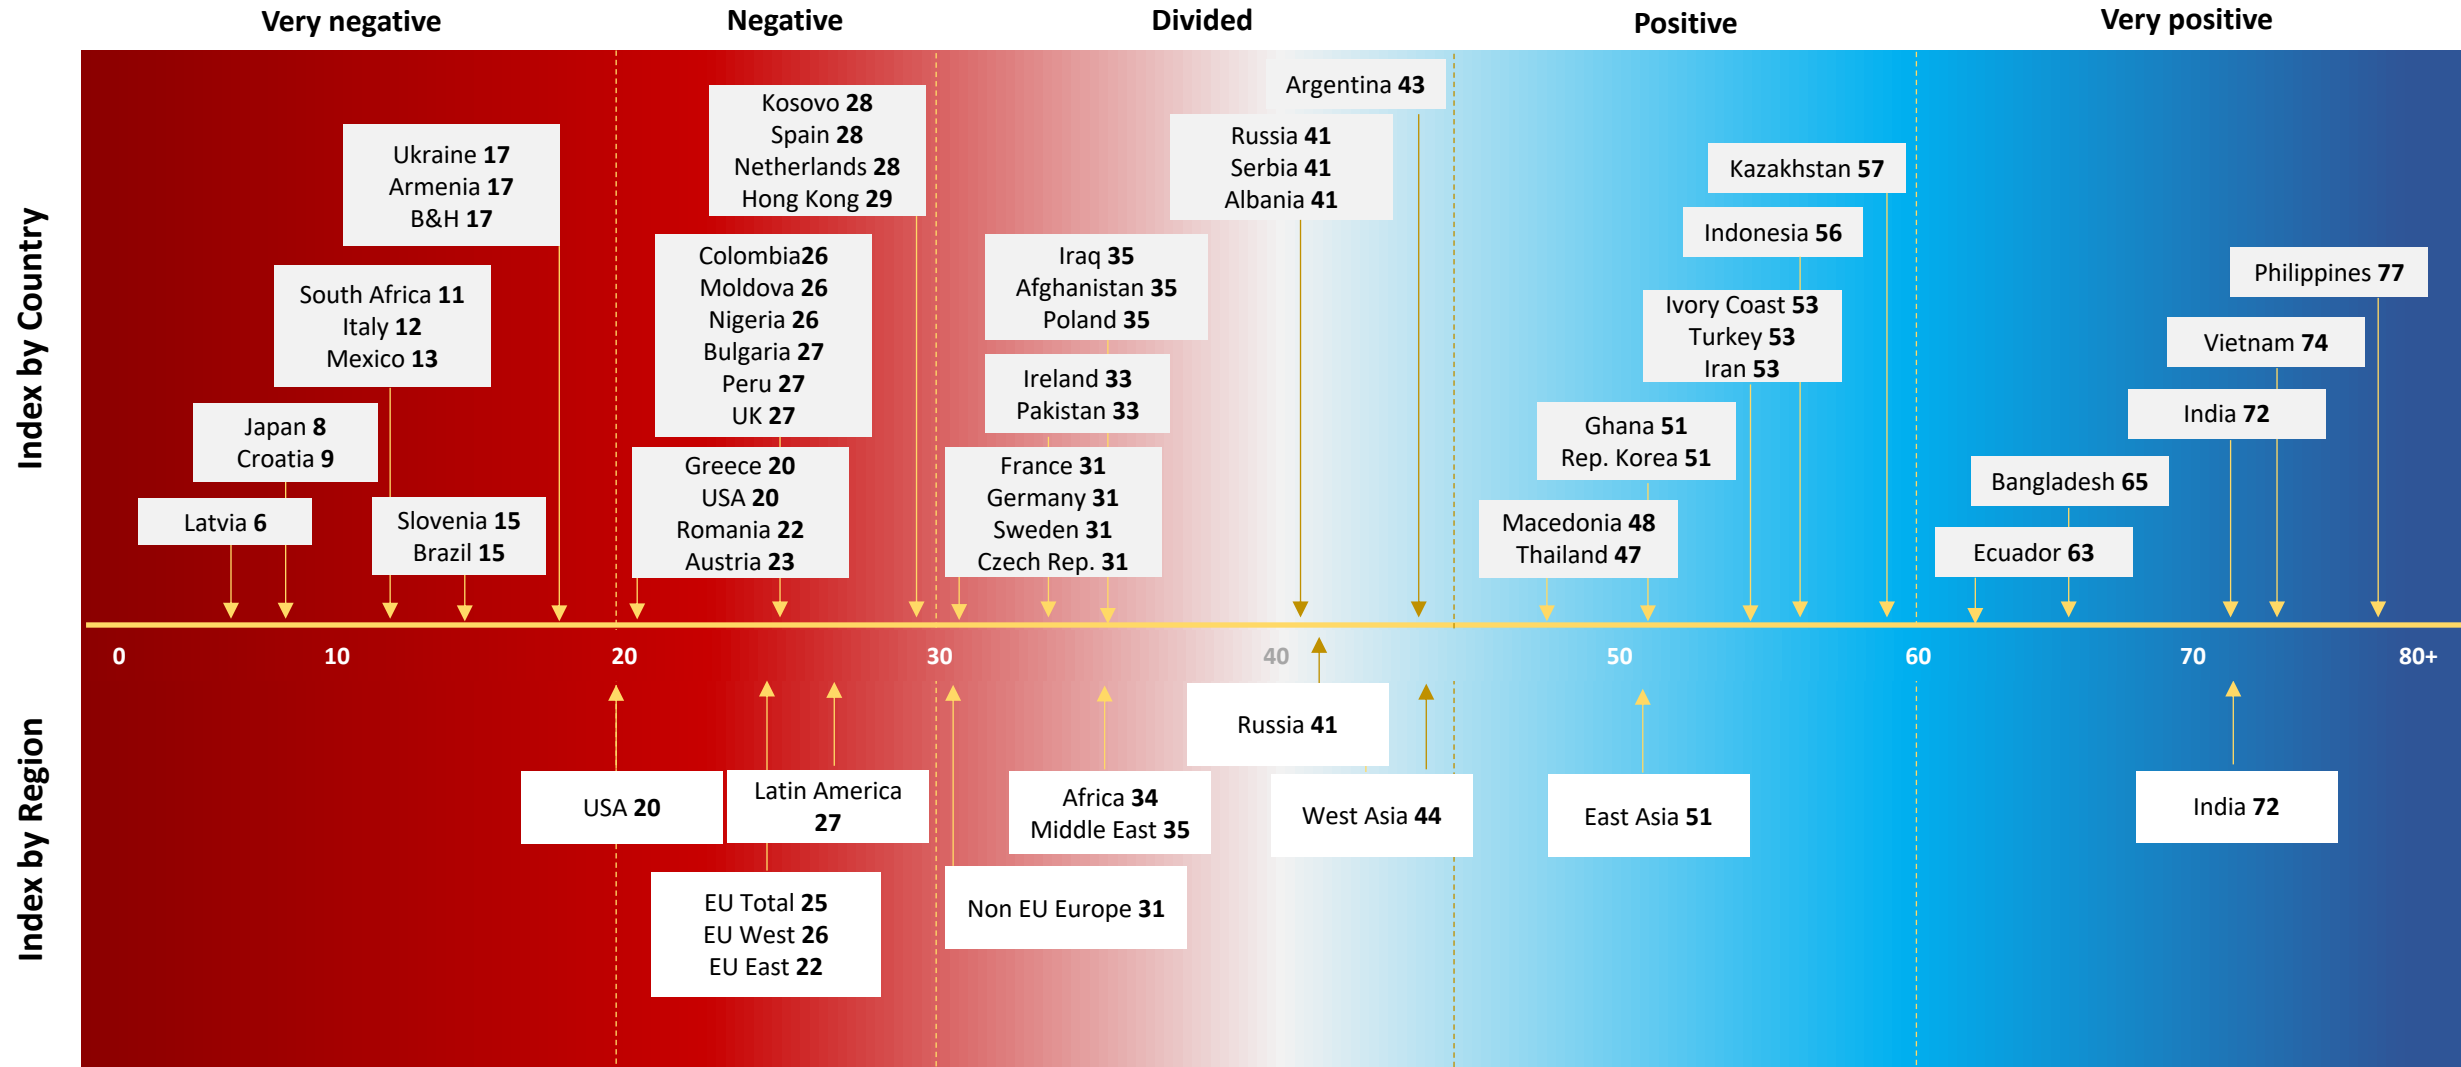 Very negative
Negative
Divided
Positive
Very positive
Index by Country
Latvia 6
Japan 8
Croatia 9
South Africa 11
Italy 12
Mexico 13
Slovenia 15
Brazil 15
Ukraine 17
Armenia 17
B&H 17
Greece 20
USA 20
Romania 22
Austria 23
Colombia26
Moldova 26
Nigeria 26
Bulgaria 27
Peru 27
UK 27
Kosovo 28
Spain 28
Netherlands 28
Hong Kong 29
France 31
Germany 31
Sweden 31
Czech Rep. 31
Ireland 33
Pakistan 33
Iraq 35
Afghanistan 35
Poland 35
Russia 41
Serbia 41
Albania 41
Argentina 43
Macedonia 48
Thailand 47
Ghana 51
Rep. Korea 51
Ivory Coast 53
Turkey 53
Iran 53
Indonesia 56
Kazakhstan 57
Ecuador 63
Bangladesh 65
India 72
Vietnam 74
Philippines 77
0
10
20
30
40
50
60
70
80+
Index by Region
USA 20
EU Total 25
EU West 26
EU East 22
Latin America
27
Non EU Europe 31
Africa 34
Middle East 35
Russia 41
West Asia 44
East Asia 51
India 72